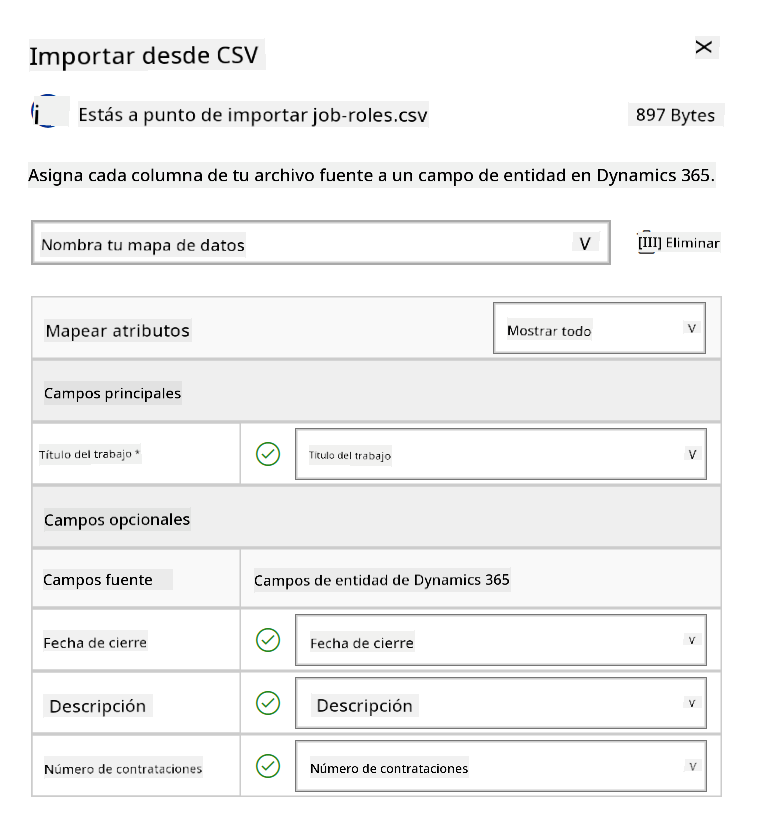 Importar desde CSV
Estás a punto de importar job-roles.csv
897 Bytes
Asigna cada columna de tu archivo fuente a un campo de entidad en Dynamics 365.
Nombra tu mapa de datos V
[III] Eliminar
Mapear atributos
Mostrar todo V
Campos principales
Título del trabajo *
Título del trabajo V
Campos opcionales
Campos fuente
Campos de entidad de Dynamics 365
Fecha de cierre
Fecha de cierre V
Descripción
Descripción V
Número de contrataciones
Número de contrataciones V